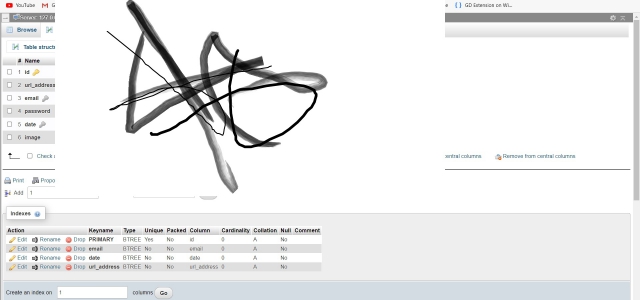 YouTube
GD Extension on Wi...
Browse
Table struct
# Name
1 id
2 url_address
3 email
4 password
5 date
6 image
Check
entral columns Remove from central columns
Print Propo
Add 1
Indexes
Action Keyname Type Unique Packed Column Cardinality Collation Null Comment
Edit Rename Drop PRIMARY BTREE Yes No id 0 A No
Edit Rename Drop email BTREE No No email 0 A No
Edit Rename Drop date BTREE No No date 0 A No
Edit Rename Drop url_address BTREE No No url_address 0 A No
Create an index on 1 columns Go